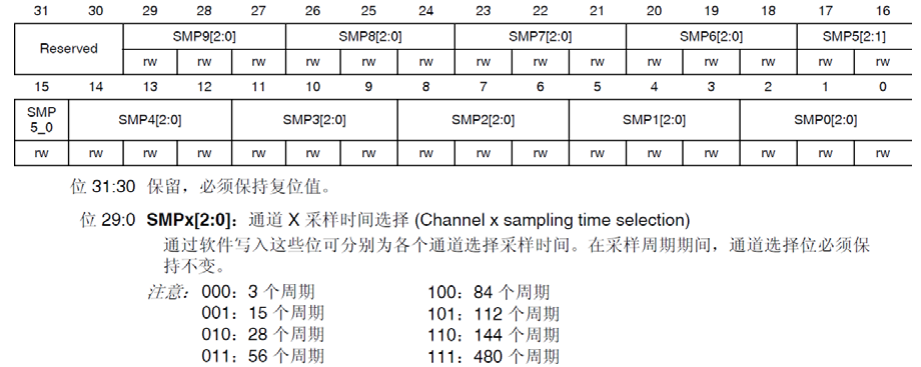 31 30 29 28 27 26 25 24 23 22 21 20 19 18 17 16
Reserved SMP9[2:0] SMP8[2:0] SMP7[2:0] SMP6[2:0] SMP5[2:1]
rw rw rw rw rw rw rw rw rw rw rw rw rw rw
15 14 13 12 11 10 9 8 7 6 5 4 3 2 1 0
SMP 5_0 SMP4[2:0] SMP3[2:0] SMP2[2:0] SMP1[2:0] SMP0[2:0]
rw rw rw rw rw rw rw rw rw rw rw rw rw rw rw rw
位 31:30 保留，必须保持复位值。
位 29:0 SMPx[2:0]：通道 X 采样时间选择 (Channel x sampling time selection)
通过软件写入这些位可分别为各个通道选择采样时间。在采样周期期间，通道选择位必须保
持不变。
注意：000：3 个周期 100：84 个周期
001：15 个周期 101：112 个周期
010：28 个周期 110：144 个周期
011：56 个周期 111：480 个周期